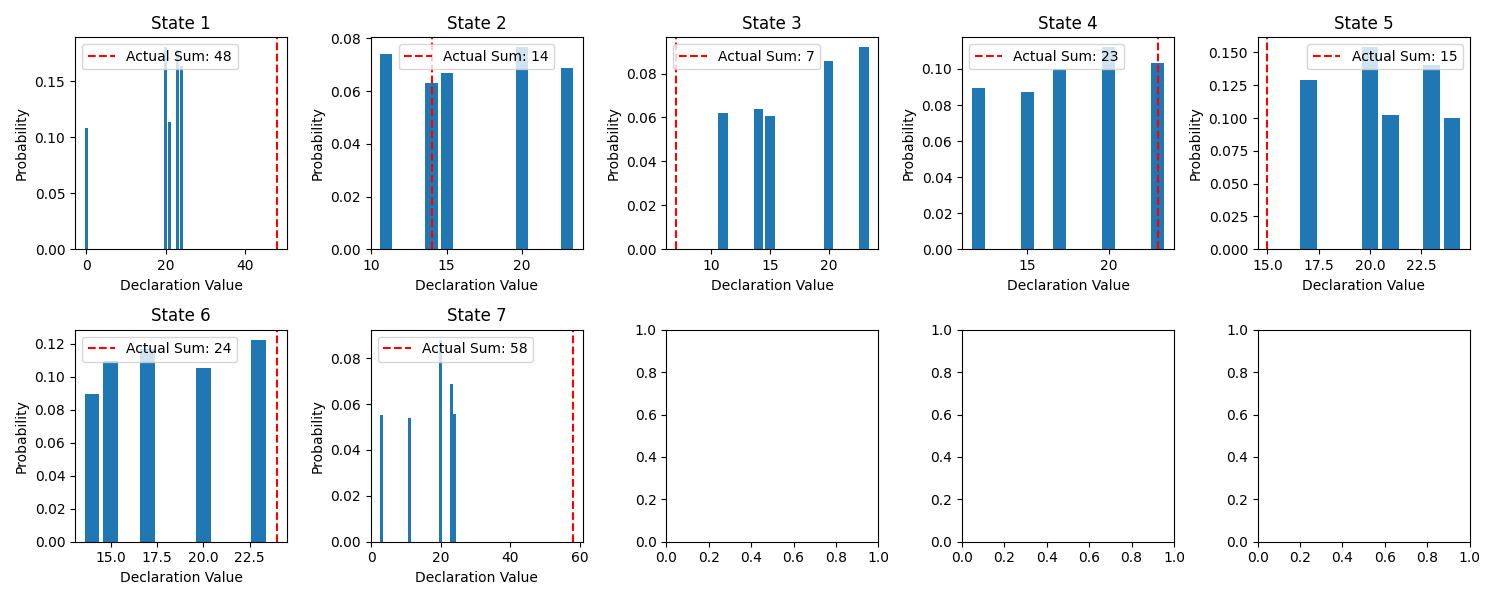 State 1
Actual Sum: 48
Probability
0.15
0.10
0.05
0.00
0 20 40
Declaration Value
State 2
Actual Sum: 14
Probability
0.08
0.06
0.04
0.02
0.00
10 15 20
Declaration Value
State 3
Actual Sum: 7
Probability
0.08
0.06
0.04
0.02
0.00
10 15 20
Declaration Value
State 4
Actual Sum: 23
Probability
0.10
0.08
0.06
0.04
0.02
0.00
15 20
Declaration Value
State 5
Actual Sum: 15
Probability
0.150
0.125
0.100
0.075
0.050
0.025
0.000
15.0 17.5 20.0 22.5
Declaration Value
State 6
Actual Sum: 24
Probability
0.12
0.10
0.08
0.06
0.04
0.02
0.00
15.0 17.5 20.0 22.5
Declaration Value
State 7
Actual Sum: 58
Probability
0.08
0.06
0.04
0.02
0.00
0 20 40 60
Declaration Value
1.0
0.8
0.6
0.4
0.2
0.0
0.0 0.2 0.4 0.6 0.8 1.0
1.0
0.8
0.6
0.4
0.2
0.0
0.0 0.2 0.4 0.6 0.8 1.0
1.0
0.8
0.6
0.4
0.2
0.0
0.0 0.2 0.4 0.6 0.8 1.0